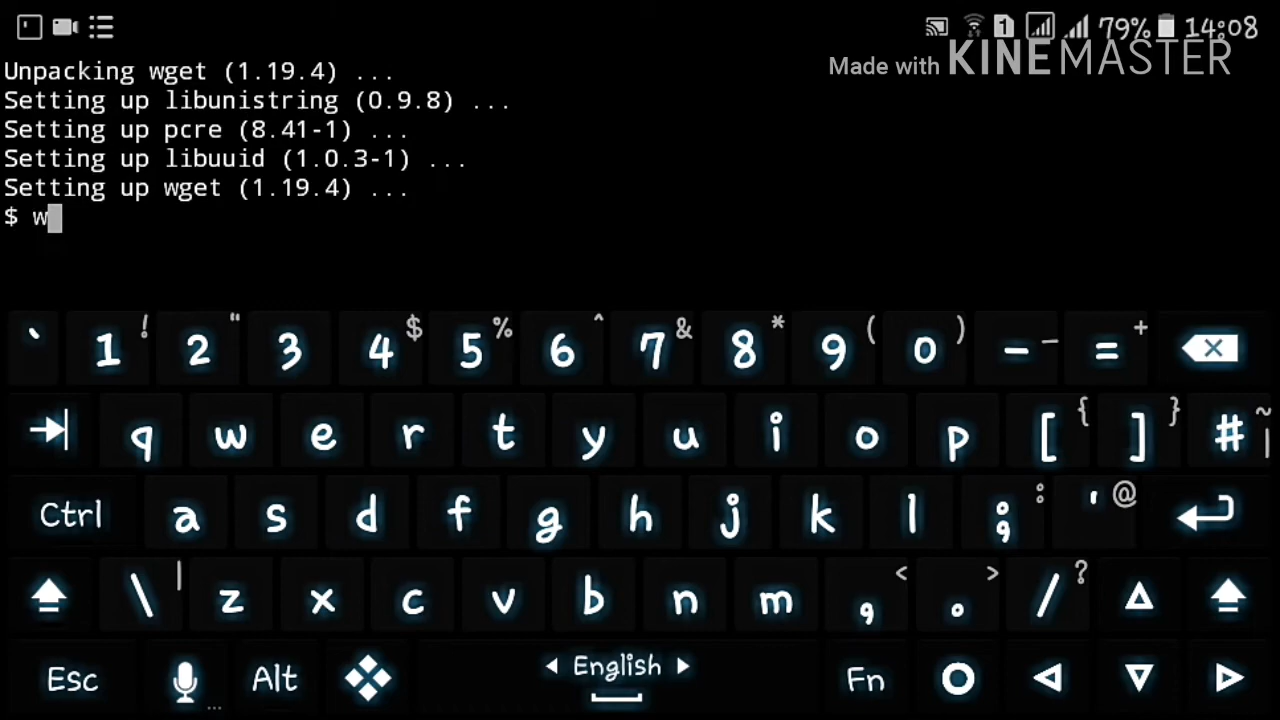 1 79% 14:08
Made with KINEMASTER
Unpacking wget (1.19.4) ...
Setting up libunistring (0.9.8) ...
Setting up pcre (8.41-1) ...
Setting up libuuid (1.0.3-1) ...
Setting up wget (1.19.4) ...
$ w
` 1 ! 2 " 3 4 $ 5 % 6 ^ 7 & 8 * 9 ( 0 ) - _ = +
q w e r t y u i o p [ { ] } # ~ |
Ctrl a s d f g h j k l ; : ' @
\ | z x c v b n m , < . > / ?
Esc ... Alt English Fn